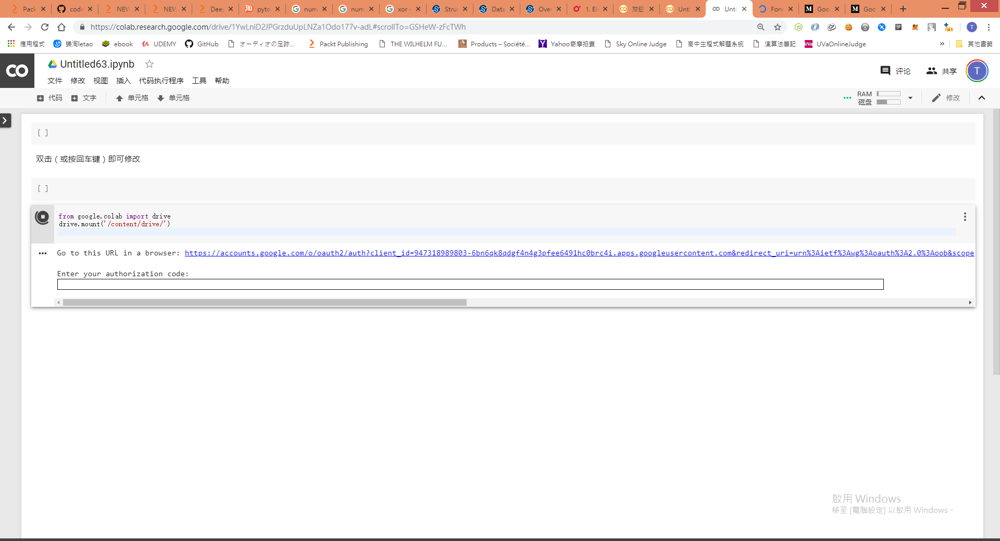 Pack
code
NEW
NEW
Deep
pyto
num
num
xor -
Struc
Data
Over
1. El
欢迎
Unti
Unti
Forv
Goo
Goo
https://colab.research.google.com/drive/1YwLniD2JPGrzduUpLNZa1Odo177v-adL#scrollTo=GSHeW-zFcTWh
應用程式
樂淘letao
ebook
UDEMY
GitHub
オーディオの足跡...
Packt Publishing
THE WILHELM FU...
Products – Société...
Yahoo奇摩拍賣
Sky Online Judge
高中生程式解題系統
演算法筆記
UVaOnlineJudge
»
其他書籤
Untitled63.ipynb
文件 修改 视图 插入 代码执行程序 工具 帮助
评论
共享
T
代码 文字 单元格 单元格
RAM
磁盘
修改
[ ]
双击（或按回车键）即可修改
[ ]
from google.colab import drive
drive.mount('/content/drive/')
Go to this URL in a browser: https://accounts.google.com/o/oauth2/auth?client_id=947318989803-6bn6qk8qdgf4n4g3pfee6491hc0brc4i.apps.googleusercontent.com&redirect_uri=urn%3Aietf%3Awg%3Aoauth%3A2.0%3Aoob&scope
Enter your authorization code:
啟用 Windows
移至 [電腦設定] 以啟用 Windows。